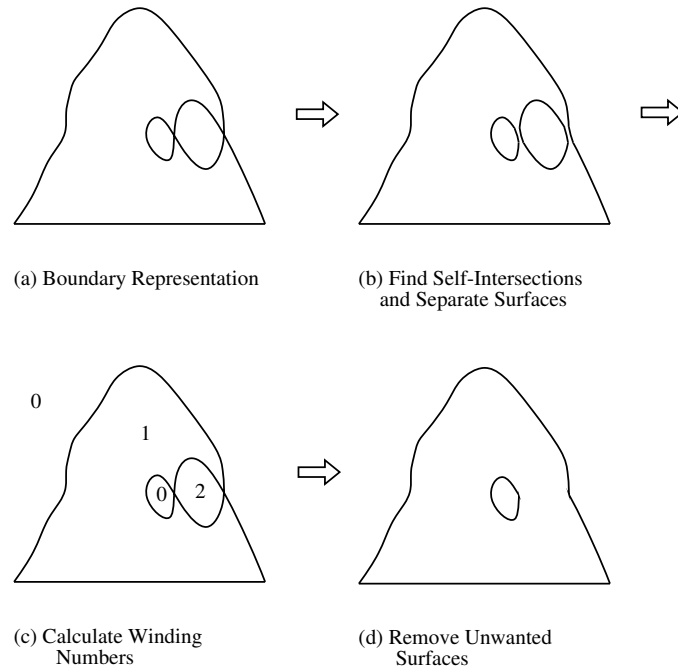 (a) Boundary Representation
(b) Find Self-Intersections
and Separate Surfaces
0
1
0
2
(c) Calculate Winding
Numbers
(d) Remove Unwanted
Surfaces